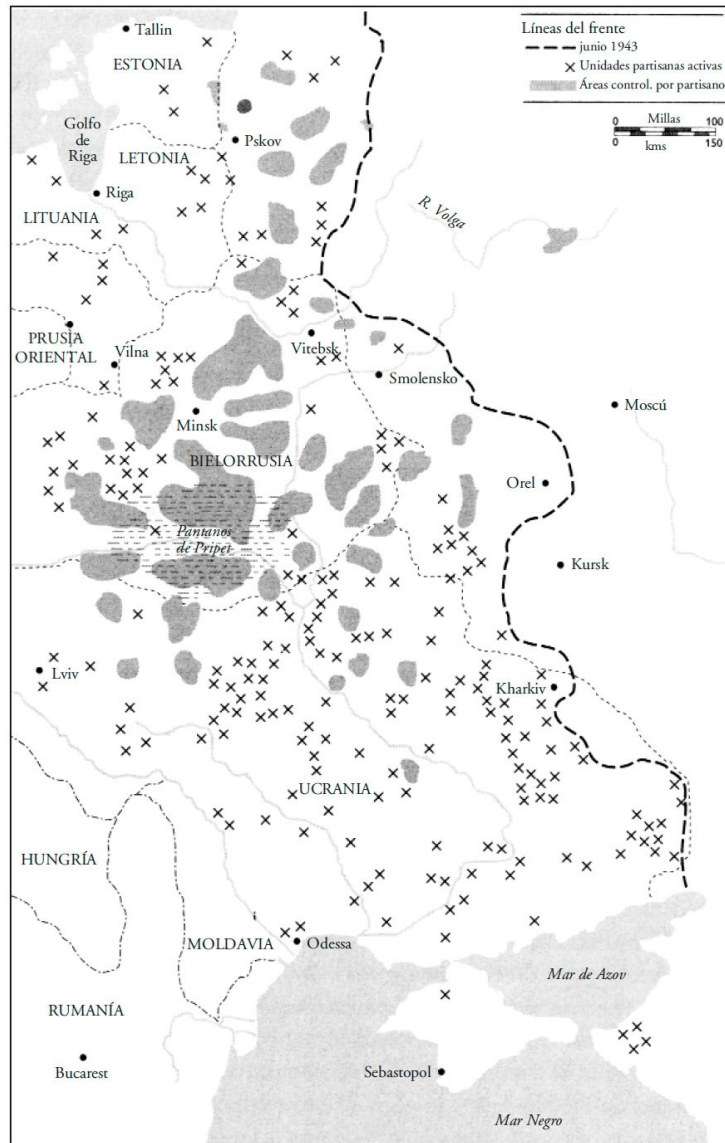 Líneas del frente
junio 1943
Unidades partisanas activas
Áreas control. por partisano
Millas
0 100
0 150
kms
Tallin
ESTONIA
Golfo
de
Riga
Pskov
LETONIA
Riga
LITUANIA
R. Volga
PRUSIA
ORIENTAL
Vilna
Vitebsk
Smolensko
Moscú
Minsk
BIELORRUSIA
Orel
Pantanos
de Pripet
Kursk
Lviv
Kharkiv
UCRANIA
HUNGRÍA
MOLDAVIA
Odessa
Mar de Azov
RUMANÍA
Bucarest
Sebastopol
Mar Negro